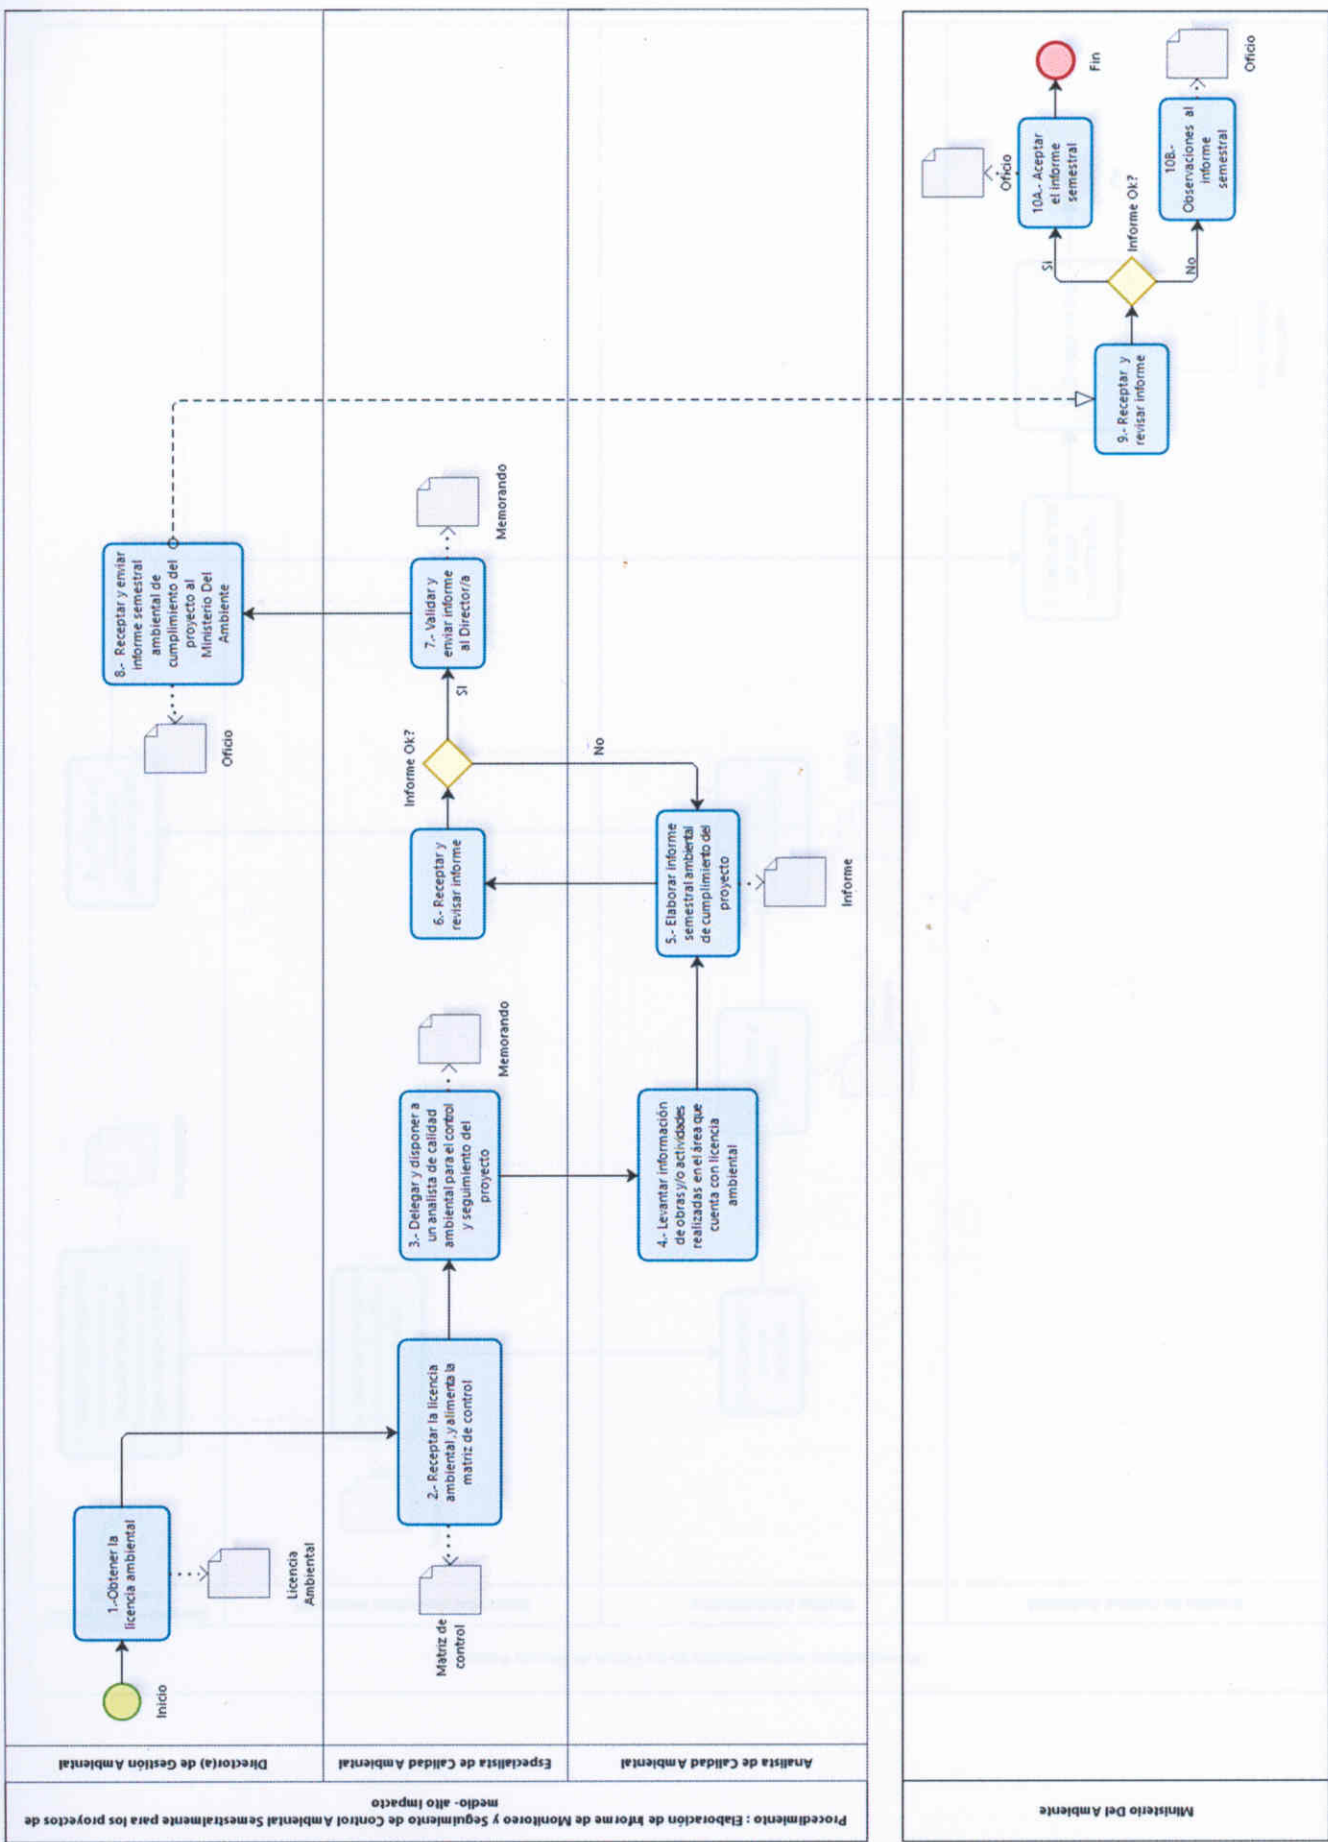 Procedimiento : Elaboración de Informe de Monitoreo y Seguimiento de Control Ambiental Semestralmente para los proyectos de
medio- alto Impacto
Director(a) de Gestión Ambiental
Inicio
1.-Obtener la
licencia ambiental
Licencia
Ambiental
8.- Receptar y enviar
informe semestral
ambiental de
cumplimiento del
proyecto al
Ministerio Del
Ambiente
Oficio
Especialista de Calidad Ambiental
Matriz de
control
2.- Receptar la licencia
ambiental ,y alimenta la
matriz de control
3.- Delegar y disponer a
un analista de calidad
ambiental para el control
y seguimiento del
proyecto
Memorando
6.- Receptar y
revisar informe
Informe Ok?
SI
No
7.- Validar y
enviar informe
al Director/a
Memorando
Analista de Calidad Ambiental
4.- Levantar información
de obras y/o actividades
realizadas en el área que
cuenta con licencia
ambiental
5.- Elaborar informe
semestral ambiental
de cumplimiento del
proyecto
Informe
Ministerio Del Ambiente
9.- Receptar y
revisar informe
Informe Ok?
Si
No
10A.- Aceptar
el informe
semestral
Oficio
Fin
10B.-
Observaciones al
informe
semestral
Oficio